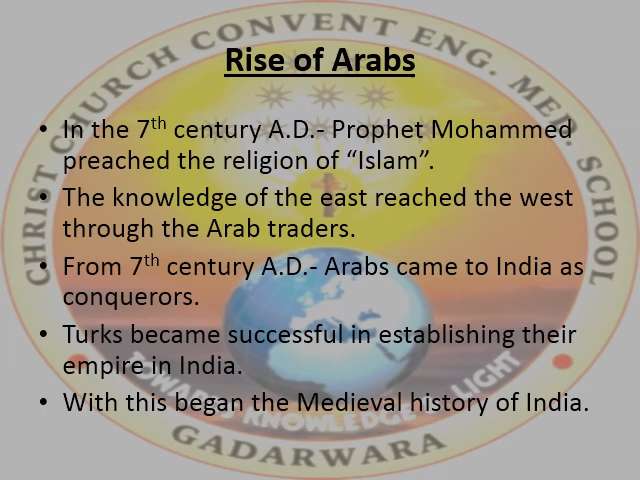 Rise of Arabs
• In the 7th century A.D.- Prophet Mohammed
preached the religion of “Islam”.
• The knowledge of the east reached the west
through the Arab traders.
• From 7th century A.D.- Arabs came to India as
conquerors.
• Turks became successful in establishing their
empire in India.
• With this began the Medieval history of India.
CHRIST CHURCH CONVENT ENG. MED. SCHOOL
TOWARDS KNOWLEDGE LIGHT
GADARWARA